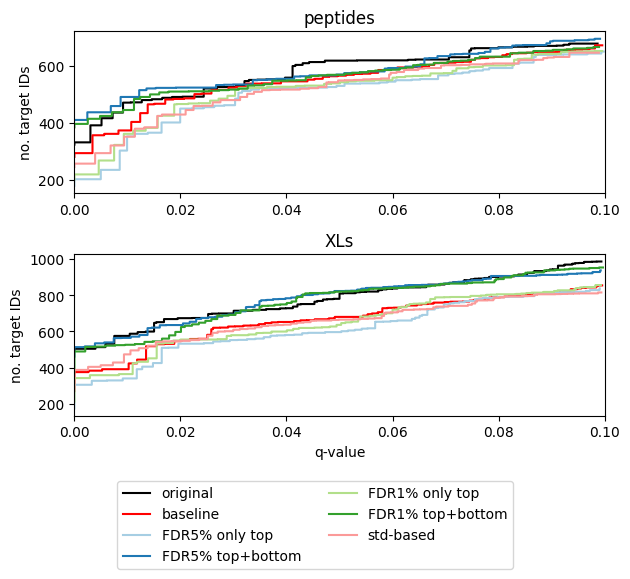 peptides
no. target IDs
600
400
200
0.00 0.02 0.04 0.06 0.08 0.10
XLs
no. target IDs
1000
800
600
400
200
0.00 0.02 0.04 0.06 0.08 0.10
q-value
original
baseline
FDR5% only top
FDR5% top+bottom
FDR1% only top
FDR1% top+bottom
std-based